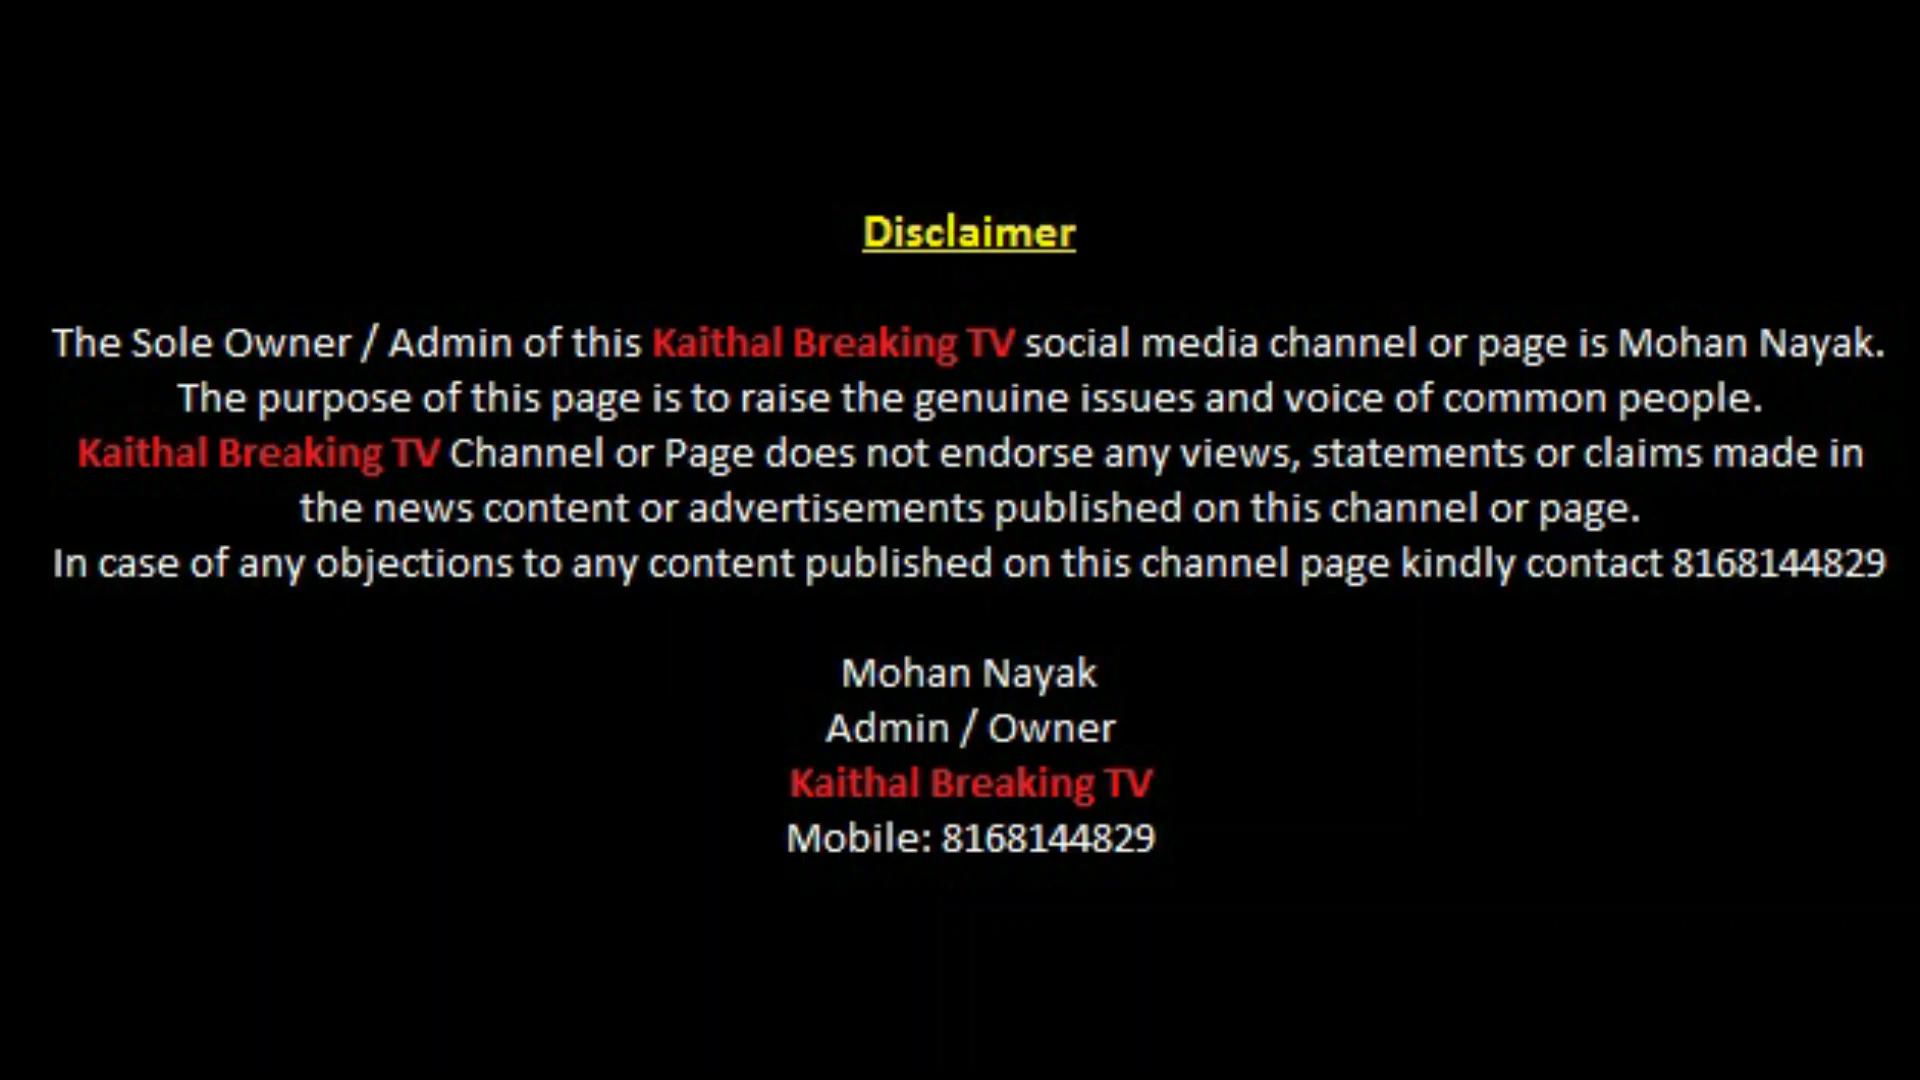 Disclaimer
The Sole Owner / Admin of this Kaithal Breaking TV social media channel or page is Mohan Nayak.
The purpose of this page is to raise the genuine issues and voice of common people.
Kaithal Breaking TV Channel or Page does not endorse any views, statements or claims made in
the news content or advertisements published on this channel or page.
In case of any objections to any content published on this channel page kindly contact 8168144829
Mohan Nayak
Admin / Owner
Kaithal Breaking TV
Mobile: 8168144829